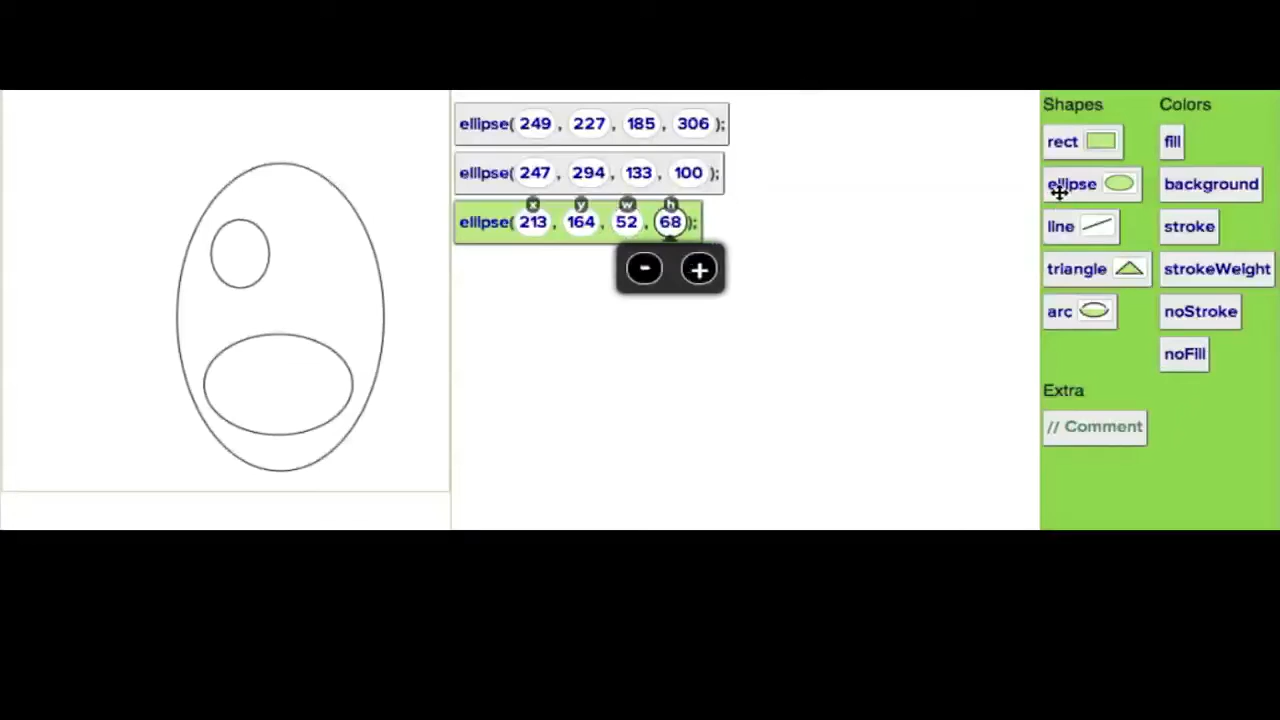 ellipse( 249 , 227 , 185 , 306 );
ellipse( 247 , 294 , 133 , 100 );
x y w h
ellipse( 213 , 164 , 52 , 68 );
- +
Shapes Colors
rect fill
ellipse background
line stroke
triangle strokeWeight
arc noStroke
noFill
Extra
// Comment